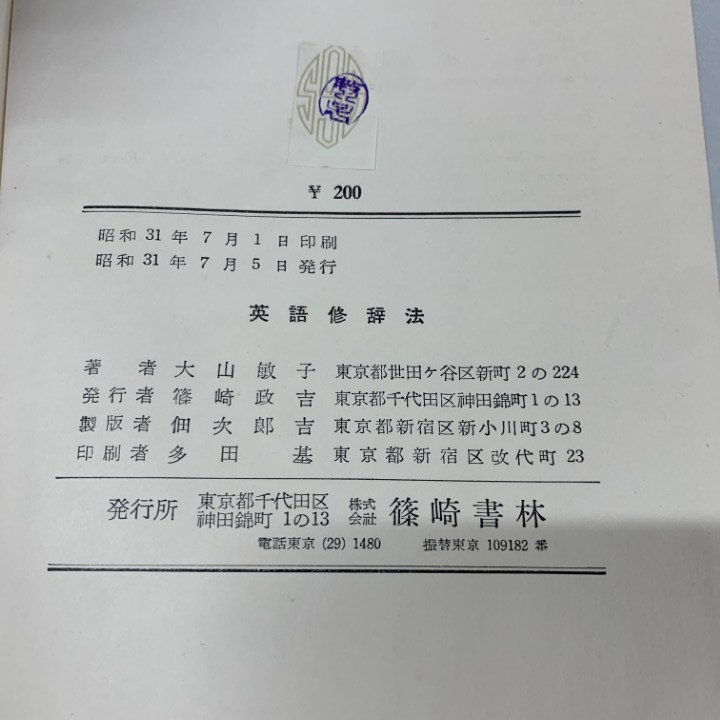 ¥ 200
昭和 31 年 7 月 1 日 印刷
昭和 31 年 7 月 5 日 発行
英語修辞法
著者 大山敏子 東京都世田ヶ谷区新町 2 の 224
発行者 篠崎政吉 東京都千代田区神田錦町 1 の 13
製版者 佃次郎吉 東京都新宿区新小川町 3 の 8
印刷者 多田基 東京都新宿区改代町 23
発行所 東京都千代田区神田錦町 1の13 株式会社 篠崎書林
電話東京 (29) 1480 振替東京 109182 番